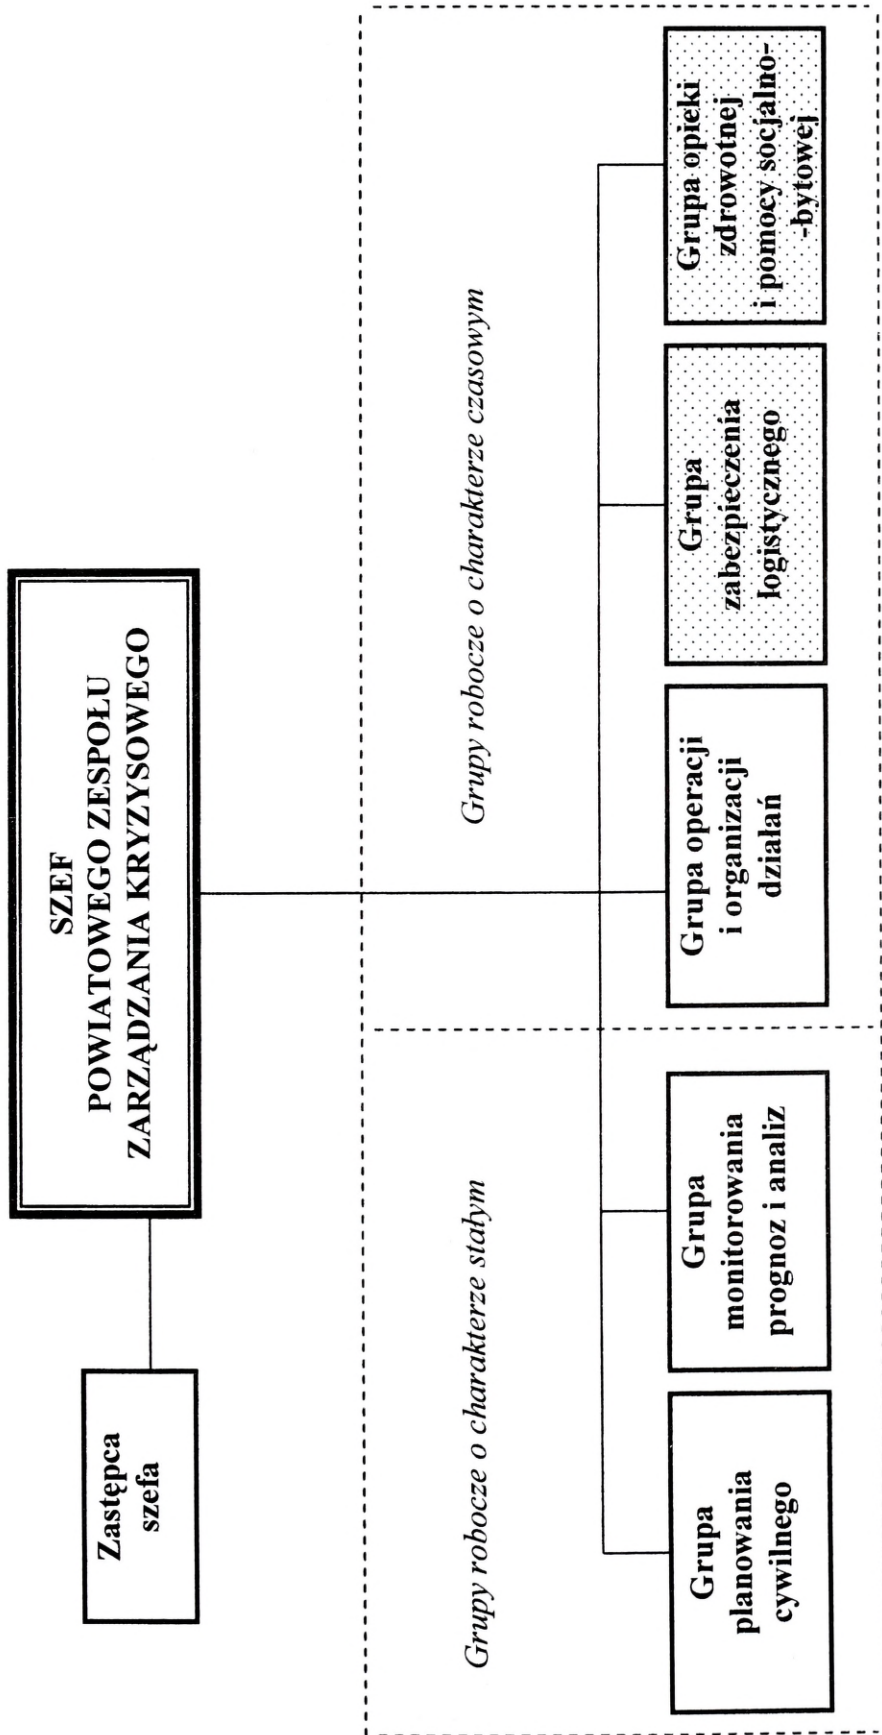 SZEF
POWIATOWEGO ZESPOŁU
ZARZĄDZANIA KRYZYSOWEGO
Zastępca
szefa
Grupy robocze o charakterze stałym
Grupy robocze o charakterze czasowym
Grupa
planowania
cywilnego
Grupa
monitorowania
prognoz i analiz
Grupa operacji
i organizacji
działań
Grupa
zabezpieczenia
logistycznego
Grupa opieki
zdrowotnej
i pomocy socjalno-
-bytowej